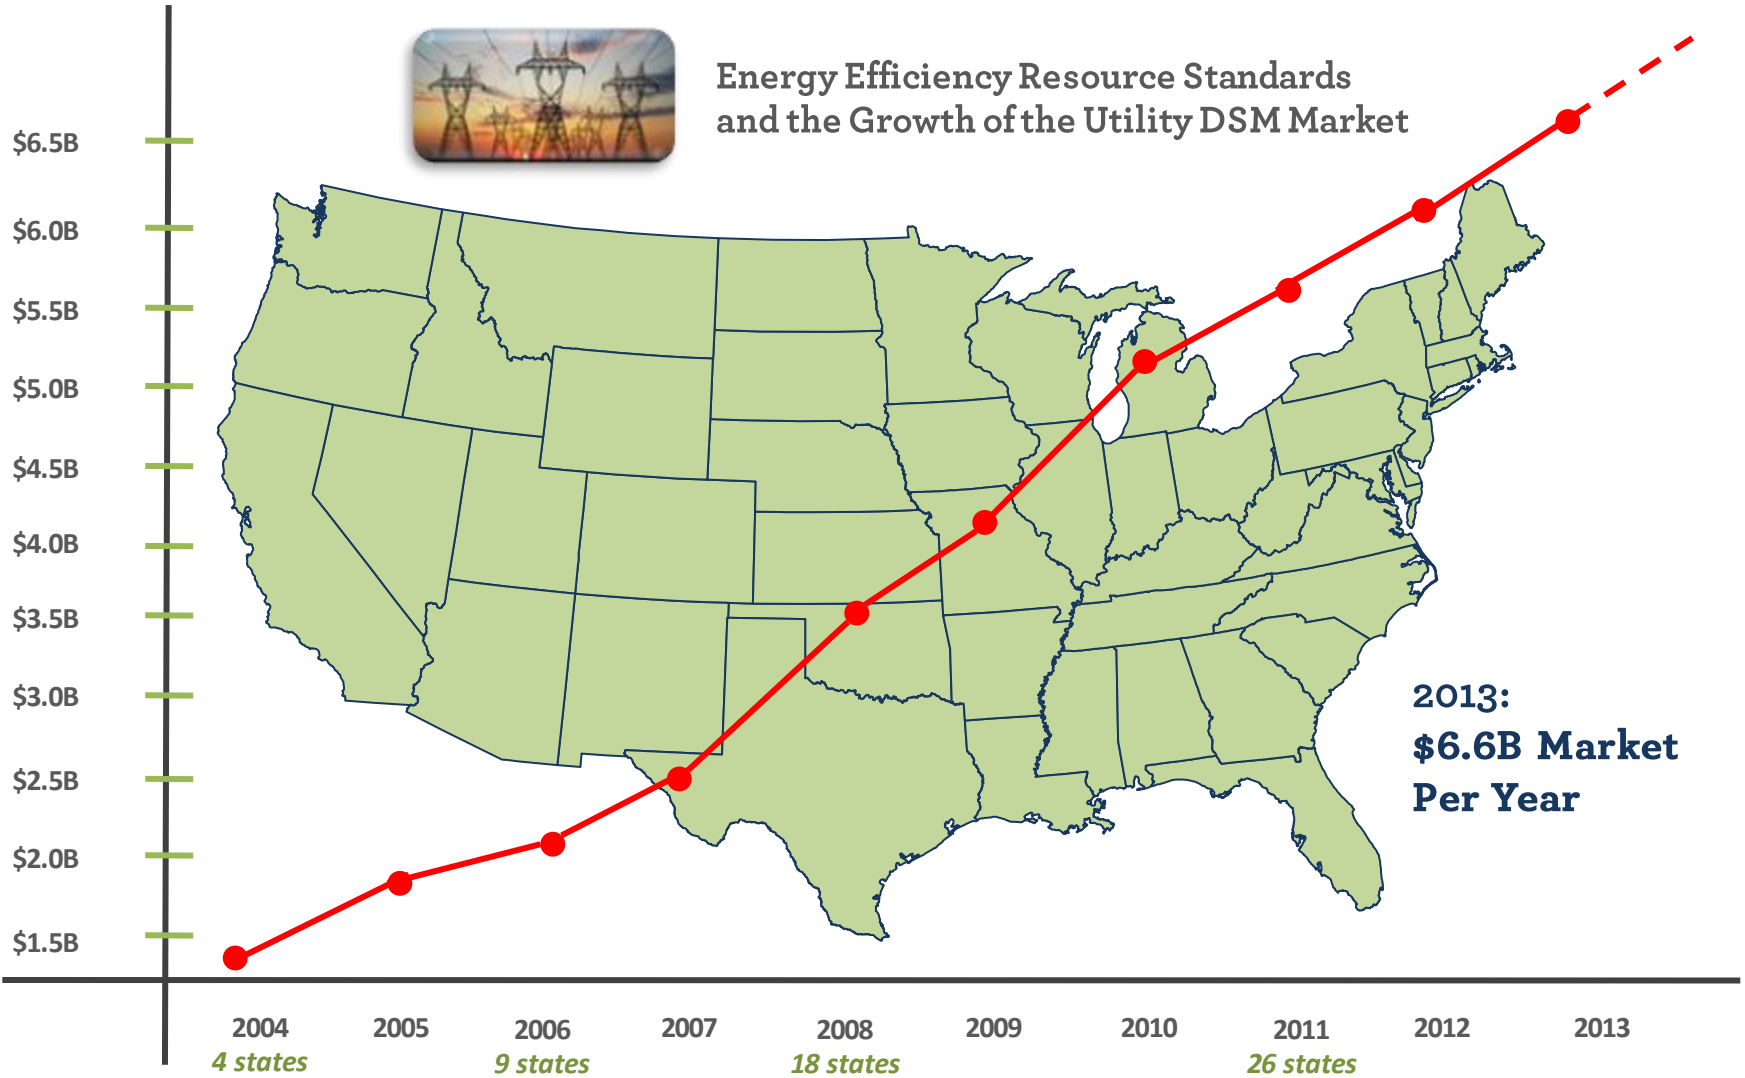 Energy Efficiency Resource Standards
and the Growth of the Utility DSM Market
$6.5B
$6.0B
$5.5B
$5.0B
$4.5B
$4.0B
$3.5B
$3.0B
$2.5B
$2.0B
$1.5B
2013:
$6.6B Market
Per Year
2004 2005 2006 2007 2008 2009 2010 2011 2012 2013
4 states 9 states 18 states 26 states